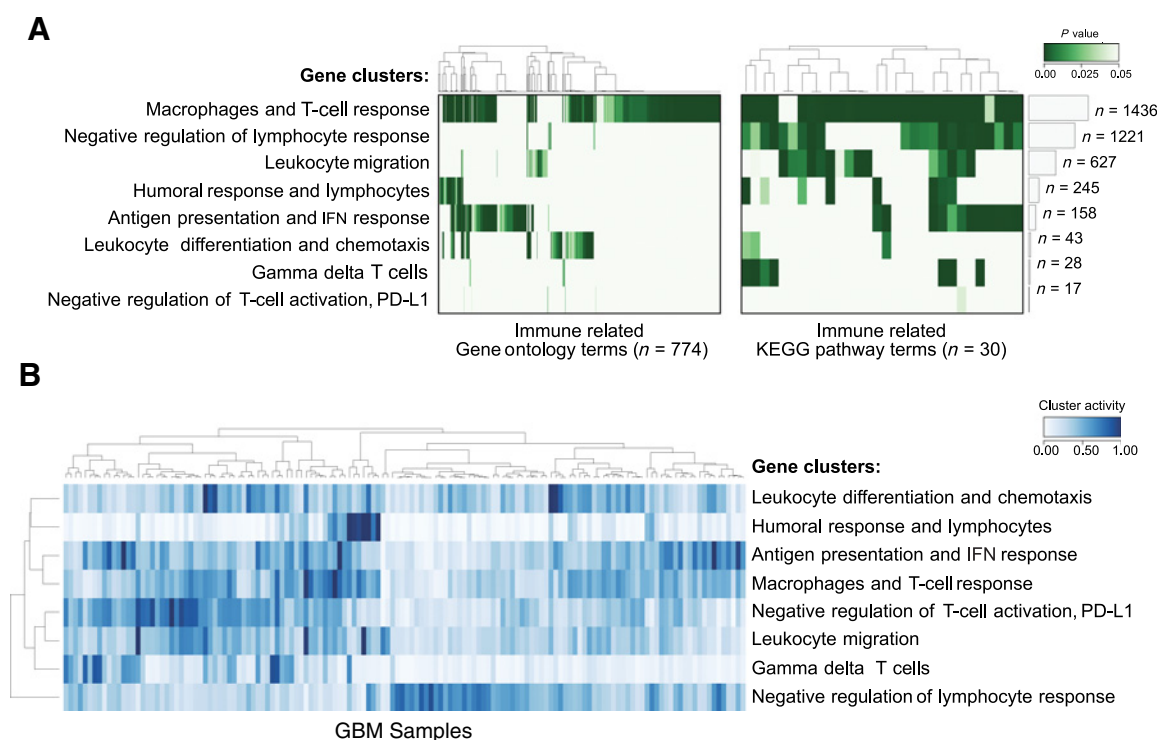 A
P value
0.00 0.025 0.05
Gene clusters:
Macrophages and T-cell response
n = 1436
Negative regulation of lymphocyte response
n = 1221
Leukocyte migration
n = 627
Humoral response and lymphocytes
n = 245
Antigen presentation and IFN response
n = 158
Leukocyte differentiation and chemotaxis
n = 43
Gamma delta T cells
n = 28
Negative regulation of T-cell activation, PD-L1
n = 17
Immune related
Gene ontology terms (n = 774)
Immune related
KEGG pathway terms (n = 30)
B
Cluster activity
0.00 0.50 1.00
Gene clusters:
Leukocyte differentiation and chemotaxis
Humoral response and lymphocytes
Antigen presentation and IFN response
Macrophages and T-cell response
Negative regulation of T-cell activation, PD-L1
Leukocyte migration
Gamma delta T cells
Negative regulation of lymphocyte response
GBM Samples